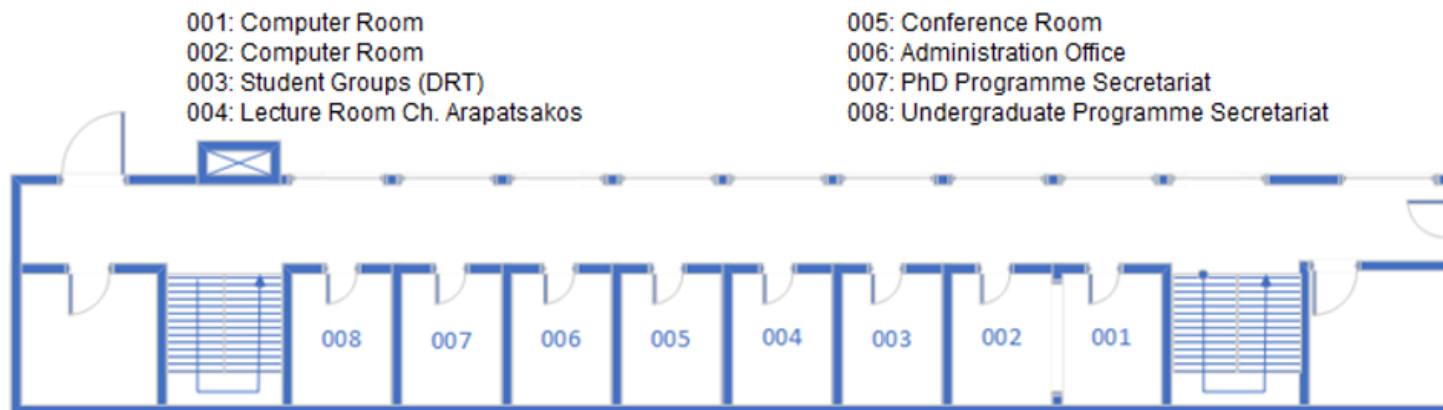 001: Computer Room
002: Computer Room
003: Student Groups (DRT)
004: Lecture Room Ch. Arapatsakos
005: Conference Room
006: Administration Office
007: PhD Programme Secretariat
008: Undergraduate Programme Secretariat
008 007 006 005 004 003 002 001